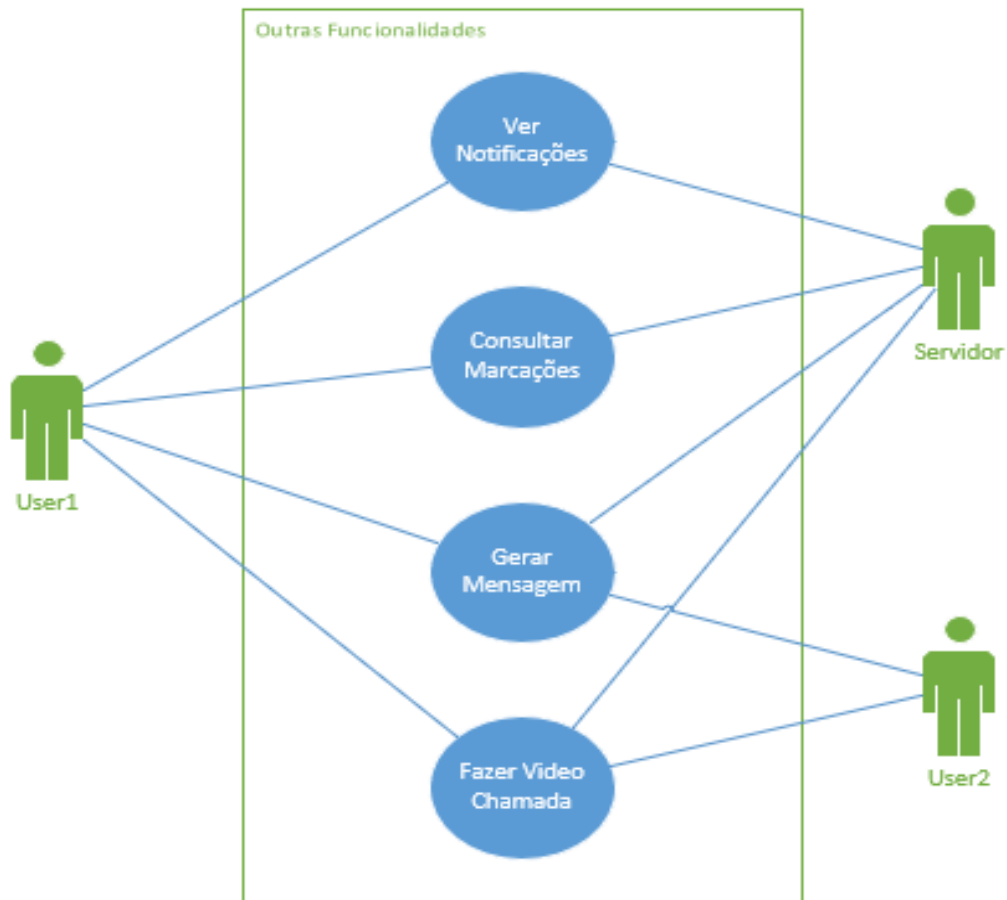 Outras Funcionalidades
Ver
Notificações
Consultar
Marcações
Servidor
User1
Gerar
Mensagem
Fazer Video
Chamada
User2